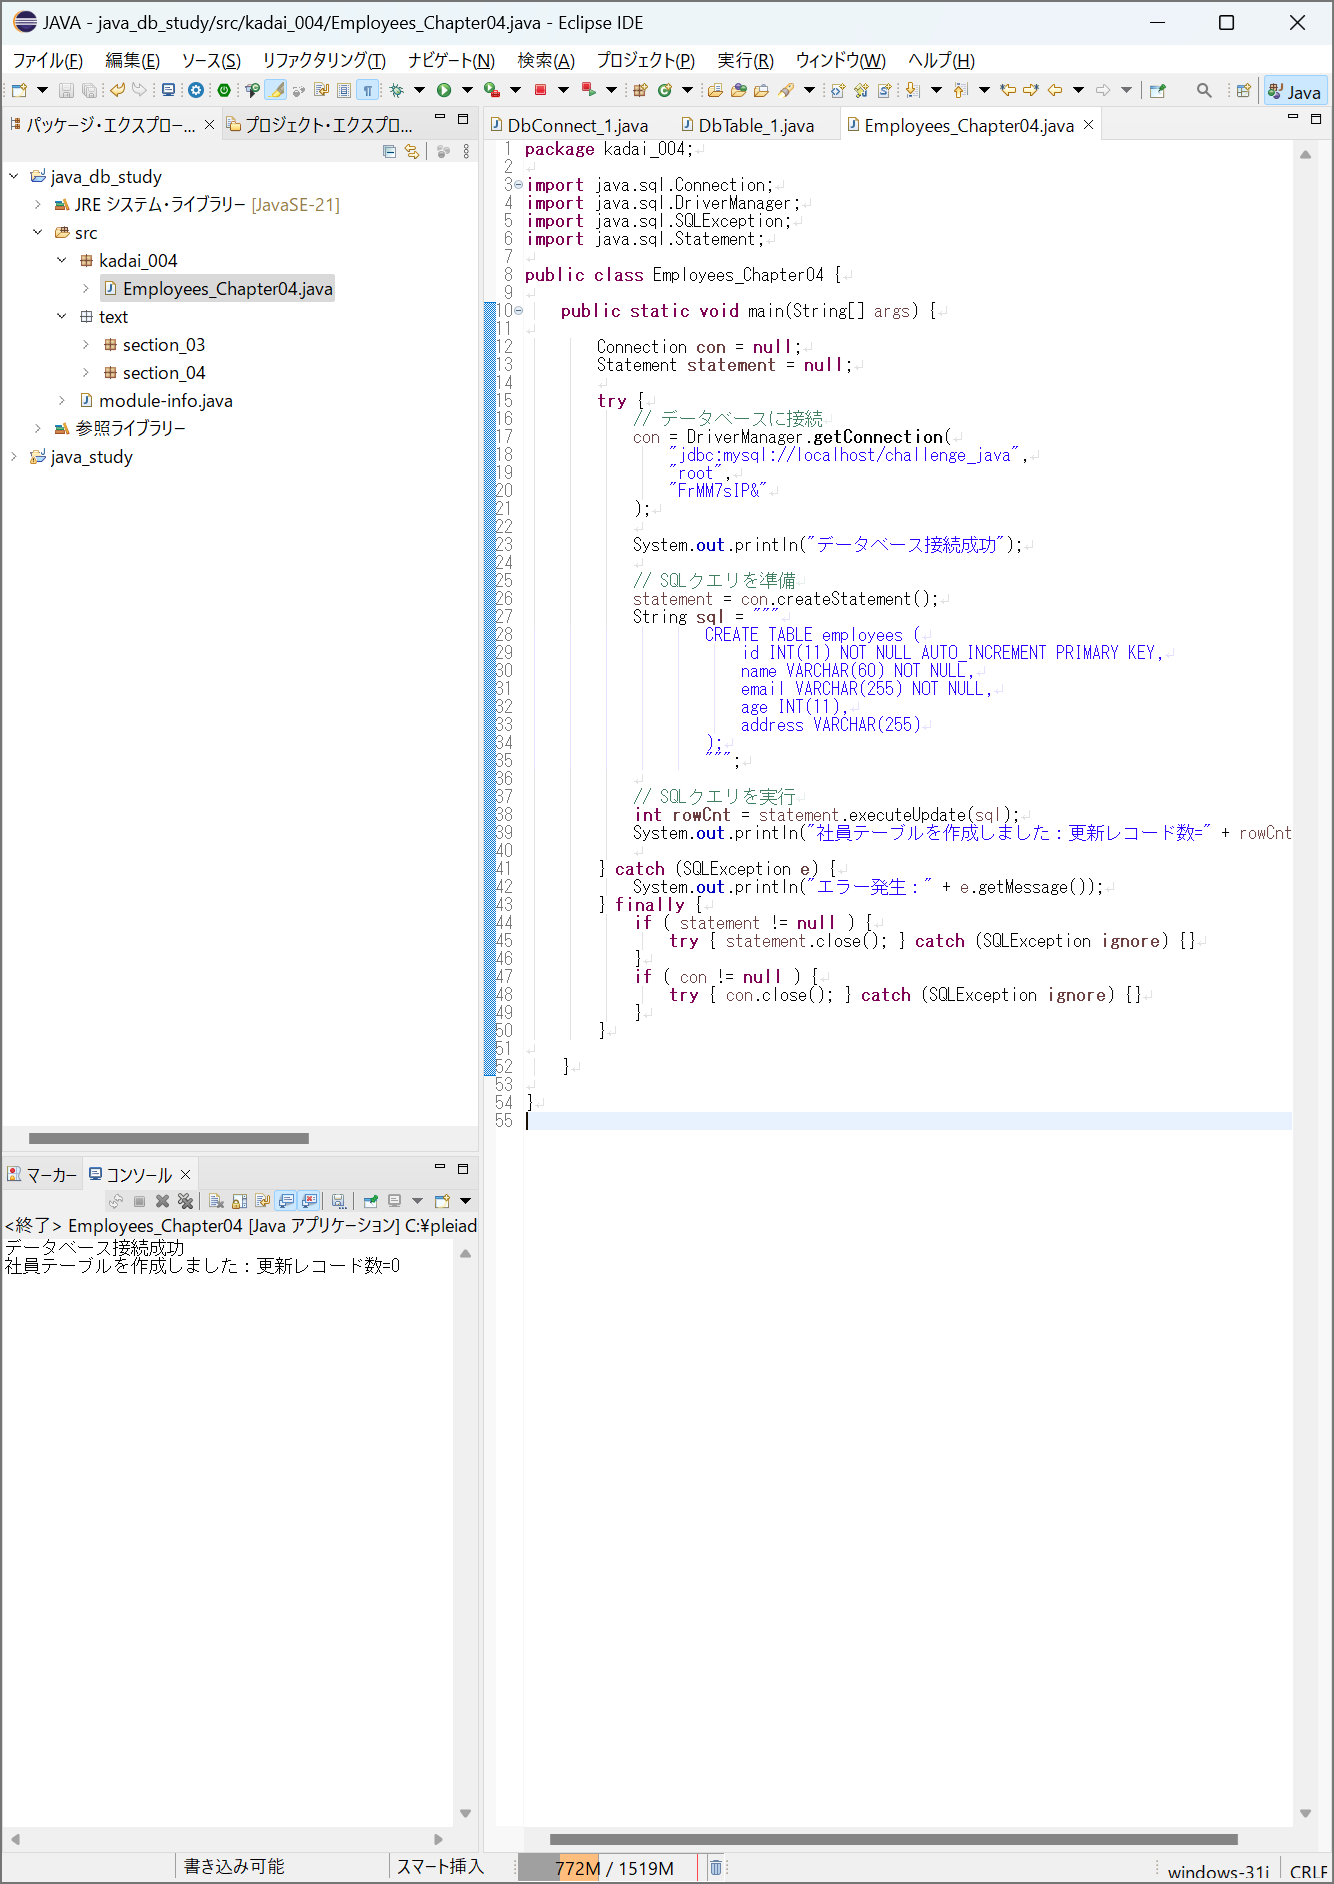 JAVA - java_db_study/src/kadai_004/Employees_Chapter04.java - Eclipse IDE
ファイル(F) 編集(E) ソース(S) リファクタリング(T) ナビゲート(N) 検索(A) プロジェクト(P) 実行(R) ウィンドウ(W) ヘルプ(H)
Java
パッケージ・エクスプロー...
プロジェクト・エクスプロ...
java_db_study
JRE システム・ライブラリー [JavaSE-21]
src
kadai_004
Employees_Chapter04.java
text
section_03
section_04
module-info.java
参照ライブラリー
java_study
DbConnect_1.java DbTable_1.java Employees_Chapter04.java
1 package kadai_004;
2
3 import java.sql.Connection;
4 import java.sql.DriverManager;
5 import java.sql.SQLException;
6 import java.sql.Statement;
7
8 public class Employees_Chapter04 {
9
10 public static void main(String[] args) {
11
12 Connection con = null;
13 Statement statement = null;
14
15 try {
16 // データベースに接続
17 con = DriverManager.getConnection(
18 "jdbc:mysql://localhost/challenge_java",
19 "root",
20 "FrMM7sIP&"
21 );
22
23 System.out.println("データベース接続成功");
24
25 // SQLクエリを準備
26 statement = con.createStatement();
27 String sql = """
28 CREATE TABLE employees (
29 id INT(11) NOT NULL AUTO_INCREMENT PRIMARY KEY,
30 name VARCHAR(60) NOT NULL,
31 email VARCHAR(255) NOT NULL,
32 age INT(11),
33 address VARCHAR(255)
34 );
35 """;
36
37 // SQLクエリを実行
38 int rowCnt = statement.executeUpdate(sql);
39 System.out.println("社員テーブルを作成しました：更新レコード数=" + rowCnt
40
41 } catch (SQLException e) {
42 System.out.println("エラー発生：" + e.getMessage());
43 } finally {
44 if ( statement != null ) {
45 try { statement.close(); } catch (SQLException ignore) {}
46 }
47 if ( con != null ) {
48 try { con.close(); } catch (SQLException ignore) {}
49 }
50 }
51
52 }
53
54 }
55
マーカー コンソール
<終了> Employees_Chapter04 [Java アプリケーション] C:¥pleiad
データベース接続成功
社員テーブルを作成しました：更新レコード数=0
書き込み可能 スマート挿入 772M / 1519M windows-31j CRLF